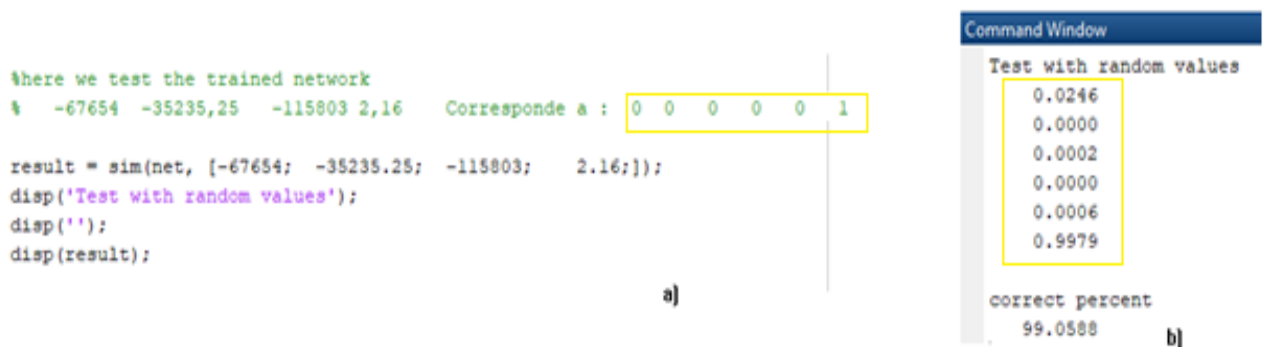 %here we test the trained network
%   -67654  -35235,25   -115803 2,16    Corresponde a :  0  0   0   0   0   1
result = sim(net, [-67654;  -35235.25;  -115803;    2.16;]);
disp('Test with random values');
disp('');
disp(result);
a)
Command Window
Test with random values
0.0246
0.0000
0.0002
0.0000
0.0006
0.9979
correct percent
99.0588
b)